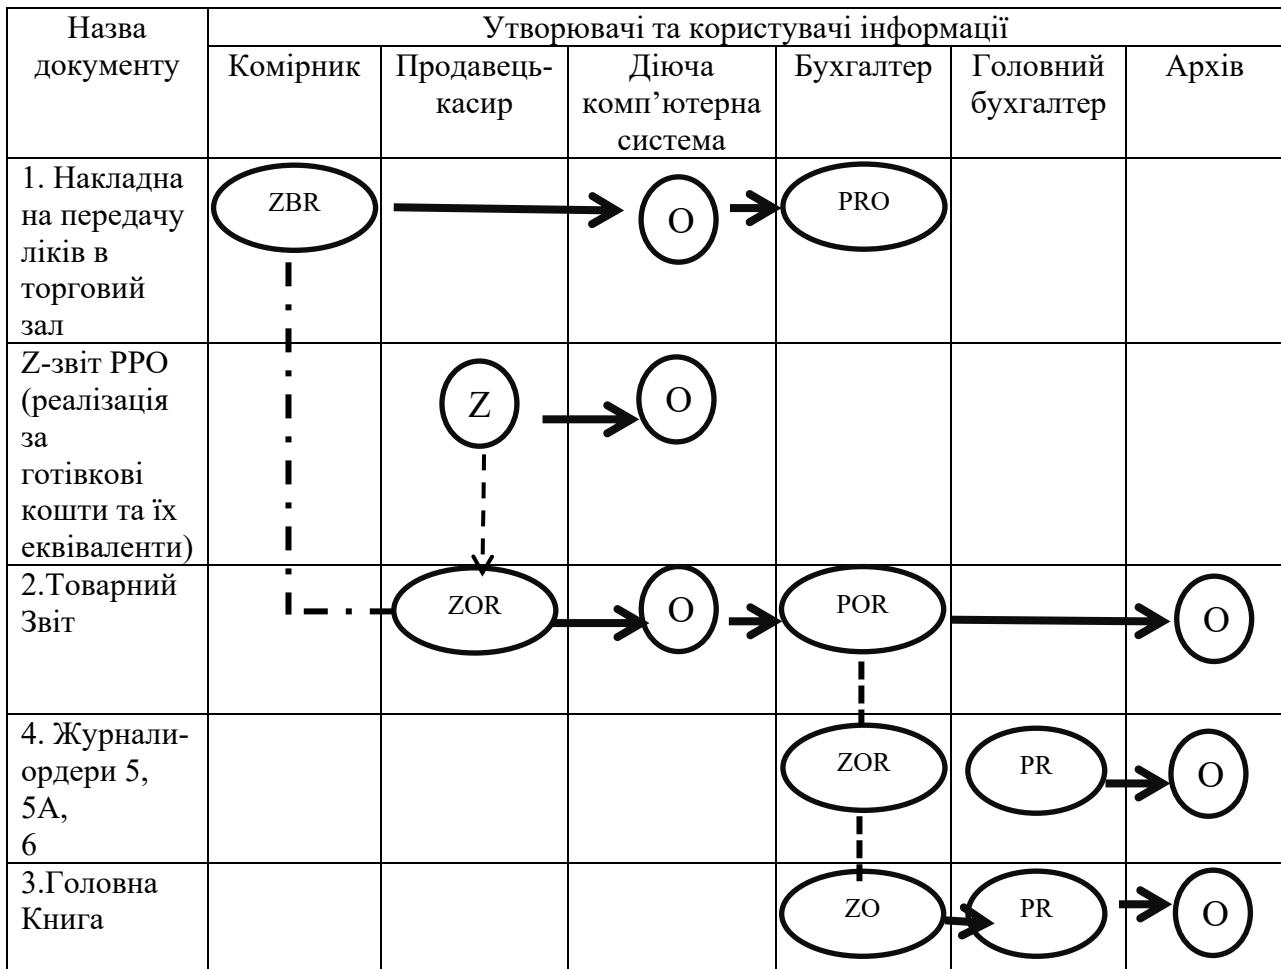 Назва документу
Утворювачі та користувачі інформації
Комірник
Продавець-
касир
Діюча
комп’ютерна
система
Бухгалтер
Головний
бухгалтер
Архів
1. Накладна
на передачу
ліків в
торговий
зал
ZBR
O
PRO
Z-звіт РРО
(реалізація
за
готівкові
кошти та їх
еквіваленти)
Z
O
2.Товарний
Звіт
ZOR
O
POR
O
4. Журнали-
ордери 5,
5А,
6
ZOR
PR
O
3.Головна
Книга
ZO
PR
O